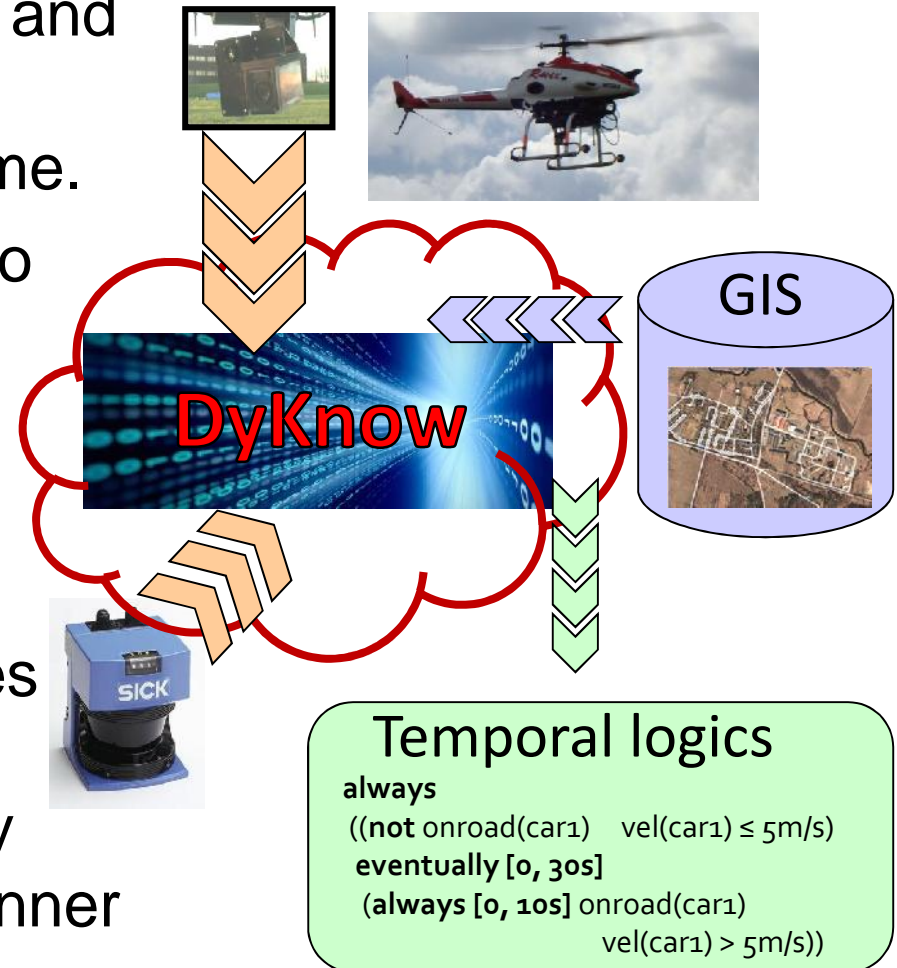 and
me.
o
GIS
DyKnow
es
SICK
y
nner
Temporal logics
always
((not onroad(car1) vel(car1) ≤ 5m/s)
eventually [0, 30s]
(always [0, 10s] onroad(car1)
vel(car1) > 5m/s))